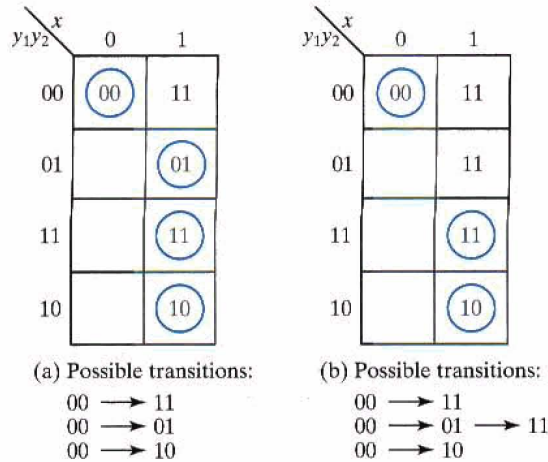 x
y₁y₂ 0 1
00 00 11
01 01
11 11
10 10
(a) Possible transitions:
00 → 11
00 → 01
00 → 10
x
y₁y₂ 0 1
00 00 11
01 11
11 11
10 10
(b) Possible transitions:
00 → 11
00 → 01 → 11
00 → 10